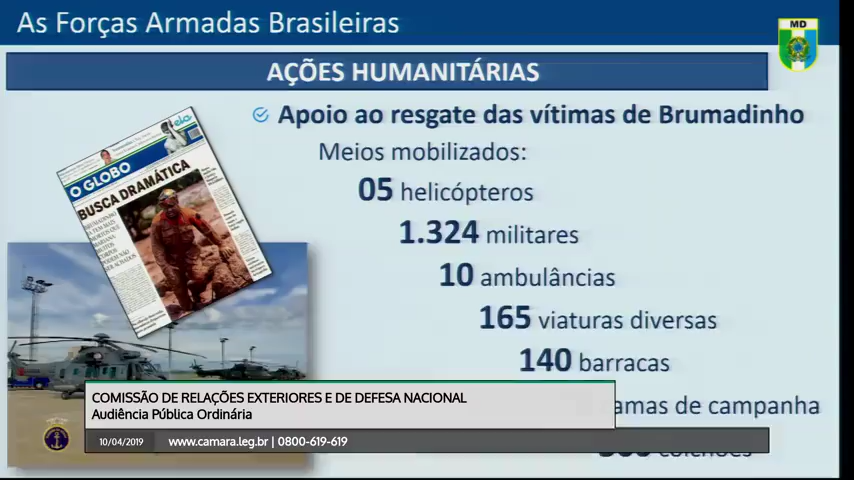 As Forças Armadas Brasileiras
MD
AÇÕES HUMANITÁRIAS
Apoio ao resgate das vítimas de Brumadinho
Meios mobilizados:
05 helicópteros
1.324 militares
10 ambulâncias
165 viaturas diversas
140 barracas
amas de campanha
colchões
ela
O GLOBO
BUSCA DRAMÁTICA
COMISSÃO DE RELAÇÕES EXTERIORES E DE DEFESA NACIONAL
Audiência Pública Ordinária
10/04/2019 www.camara.leg.br | 0800-619-619